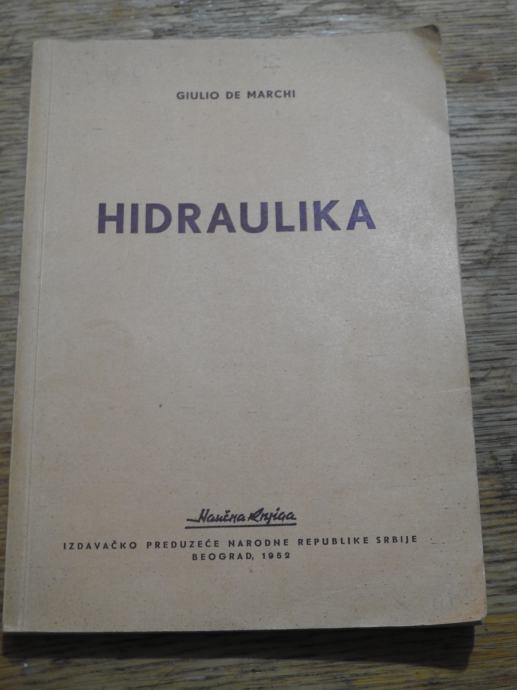 GIULIO DE MARCHI
HIDRAULIKA
Naučna Knjiga
IZDAVAČKO PREDUZEĆE NARODNE REPUBLIKE SRBIJE
BEOGRAD, 1952